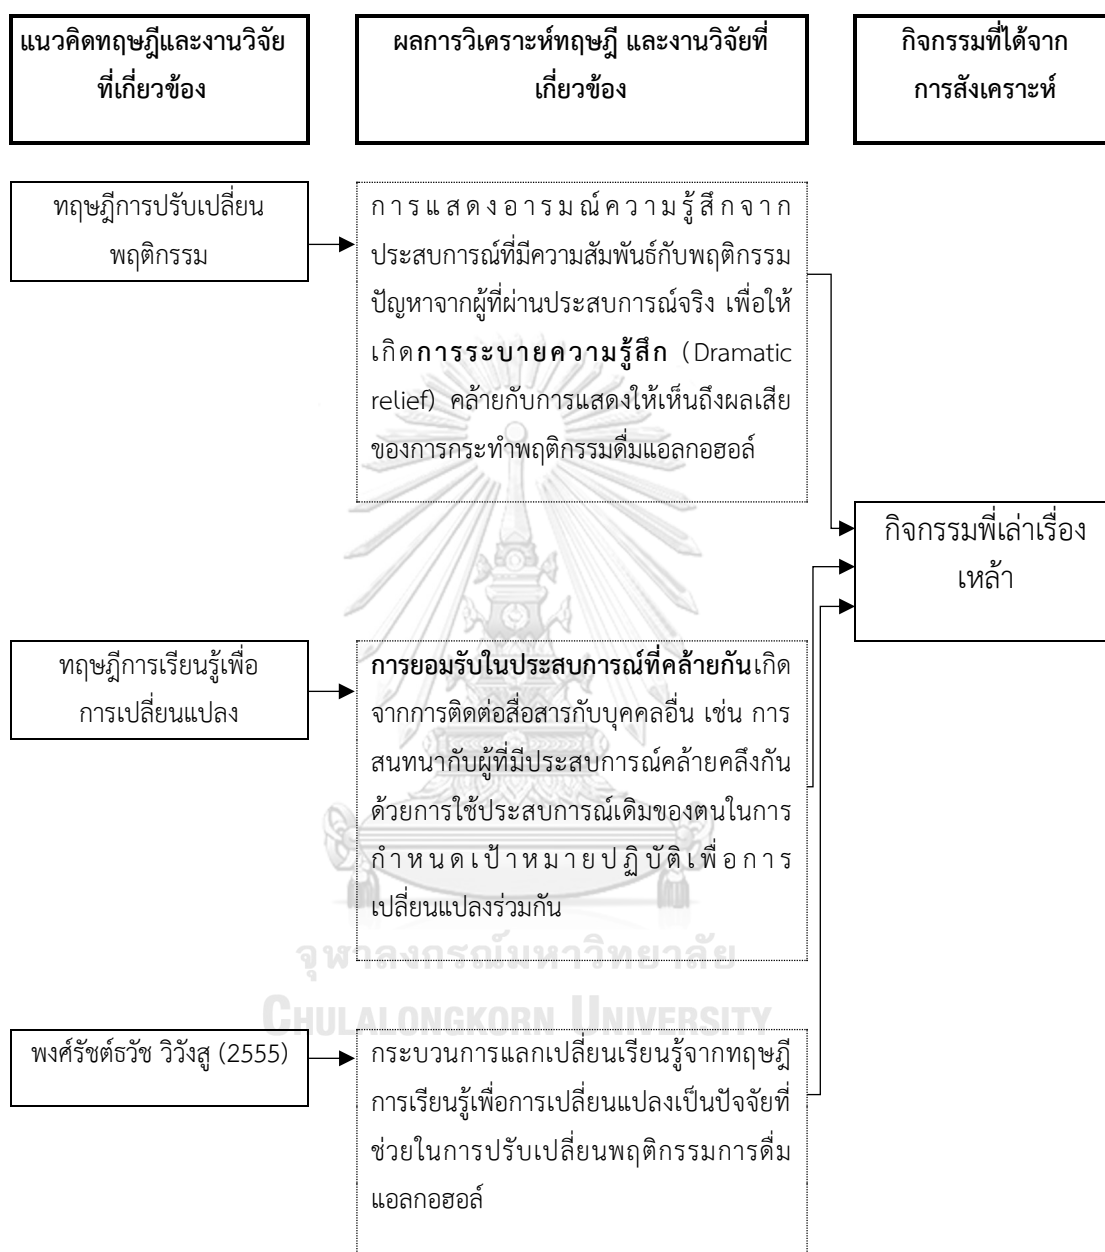 แนวคิดทฤษฎีและงานวิจัย
ที่เกี่ยวข้อง
ผลการวิเคราะห์ทฤษฎี และงานวิจัยที่
เกี่ยวข้อง
กิจกรรมที่ได้จาก
การสังเคราะห์
ทฤษฎีการปรับเปลี่ยน
พฤติกรรม
การแสดงอารมณ์ความรู้สึกจาก
ประสบการณ์ที่มีความสัมพันธ์กับพฤติกรรม
ปัญหาจากผู้ที่ผ่านประสบการณ์จริง เพื่อให้
เกิดการระบายความรู้สึก (Dramatic
relief) คล้ายกับการแสดงให้เห็นถึงผลเสีย
ของการกระทำพฤติกรรมดื่มแอลกอฮอล์
กิจกรรมพี่เล่าเรื่อง
เหล้า
ทฤษฎีการเรียนรู้เพื่อ
การเปลี่ยนแปลง
การยอมรับในประสบการณ์ที่คล้ายกันเกิด
จากการติดต่อสื่อสารกับบุคคลอื่น เช่น การ
สนทนากับผู้ที่มีประสบการณ์คล้ายคลึงกัน
ด้วยการใช้ประสบการณ์เดิมของตนในการ
กำหนดเป้าหมายปฏิบัติเพื่อการ
เปลี่ยนแปลงร่วมกัน
จุฬาลงกรณ์มหาวิทยาลัย
CHULALONGKORN UNIVERSITY
พงศ์รัชต์ธวัช วิวังสู (2555)
กระบวนการแลกเปลี่ยนเรียนรู้จากทฤษฎี
การเรียนรู้เพื่อการเปลี่ยนแปลงเป็นปัจจัยที่
ช่วยในการปรับเปลี่ยนพฤติกรรมการดื่ม
แอลกอฮอล์